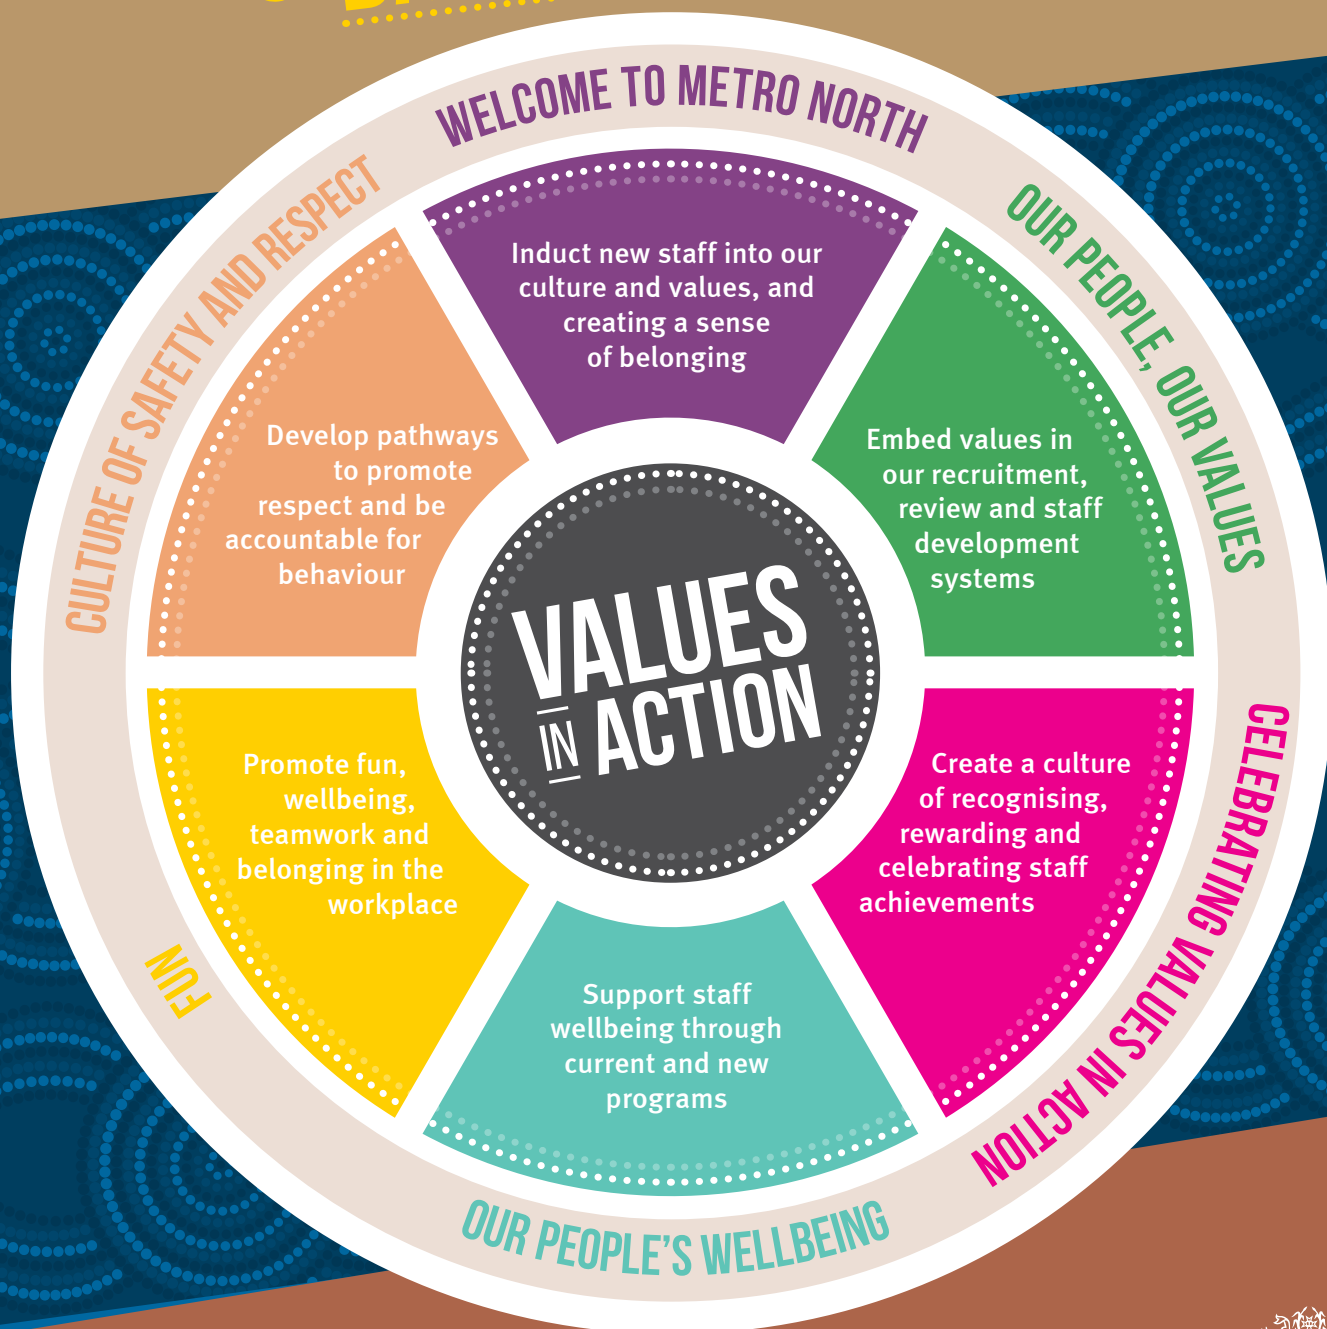 WELCOME TO METRO NORTH
Induct new staff into our
culture and values, and
creating a sense
of belonging
OUR PEOPLE, OUR VALUES
Embed values in
our recruitment,
review and staff
development
systems
CELEBRATING VALUES IN ACTION
Create a culture
of recognising,
rewarding and
celebrating staff
achievements
OUR PEOPLE'S WELLBEING
Support staff
wellbeing through
current and new
programs
FUN
Promote fun,
wellbeing,
teamwork and
belonging in the
workplace
CULTURE OF SAFETY AND RESPECT
Develop pathways
to promote
respect and be
accountable for
behaviour
VALUES
IN ACTION